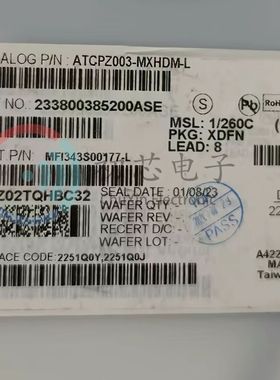 ALOG P/N : ATCPZ003-MXHDM-L
NO. 233800385200ASE
S
Pb
RoHS
MSL: 1/260C
PKG: XDFN
LEAD: 8
T P/N: MFI343S00177-L
芯电子
Z02TQHBC32
SEAL DATE 01/08/23
WAFER QTY
WAFER REV -
RECERT D/C -
WAFER LOT: -
PASS
ACE CODE: 2251Q0Y,2251Q0J
A422
MA
Taiw